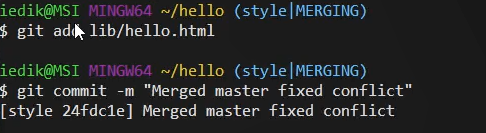 iedik@MSI MINGW64 ~/hello (style|MERGING)
$ git add lib/hello.html
iedik@MSI MINGW64 ~/hello (style|MERGING)
$ git commit -m "Merged master fixed conflict"
[style 24fdc1e] Merged master fixed conflict